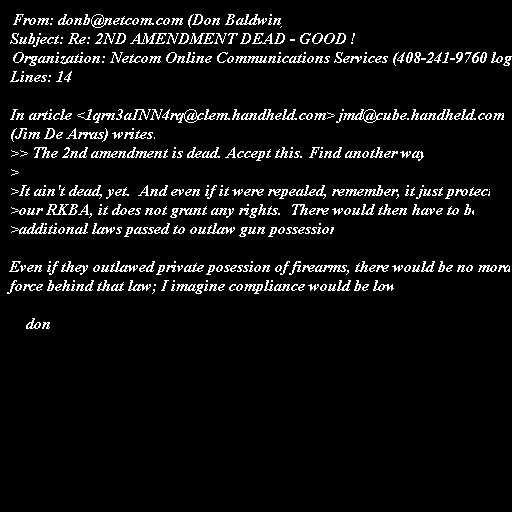 From: donb@netcom.com (Don Baldwin
Subject: Re: 2ND AMENDMENT DEAD - GOOD !
Organization: Netcom Online Communications Services (408-241-9760 log
Lines: 14
In article <1qrn3aINN4rq@clem.handheld.com> jmd@cube.handheld.com
(Jim De Arras) writes.
>> The 2nd amendment is dead. Accept this. Find another way
>
>It ain't dead, yet.  And even if it were repealed, remember, it just protect
>our RKBA, it does not grant any rights.  There would then have to be
>additional laws passed to outlaw gun possession
Even if they outlawed private posession of firearms, there would be no mora
force behind that law; I imagine compliance would be low
don